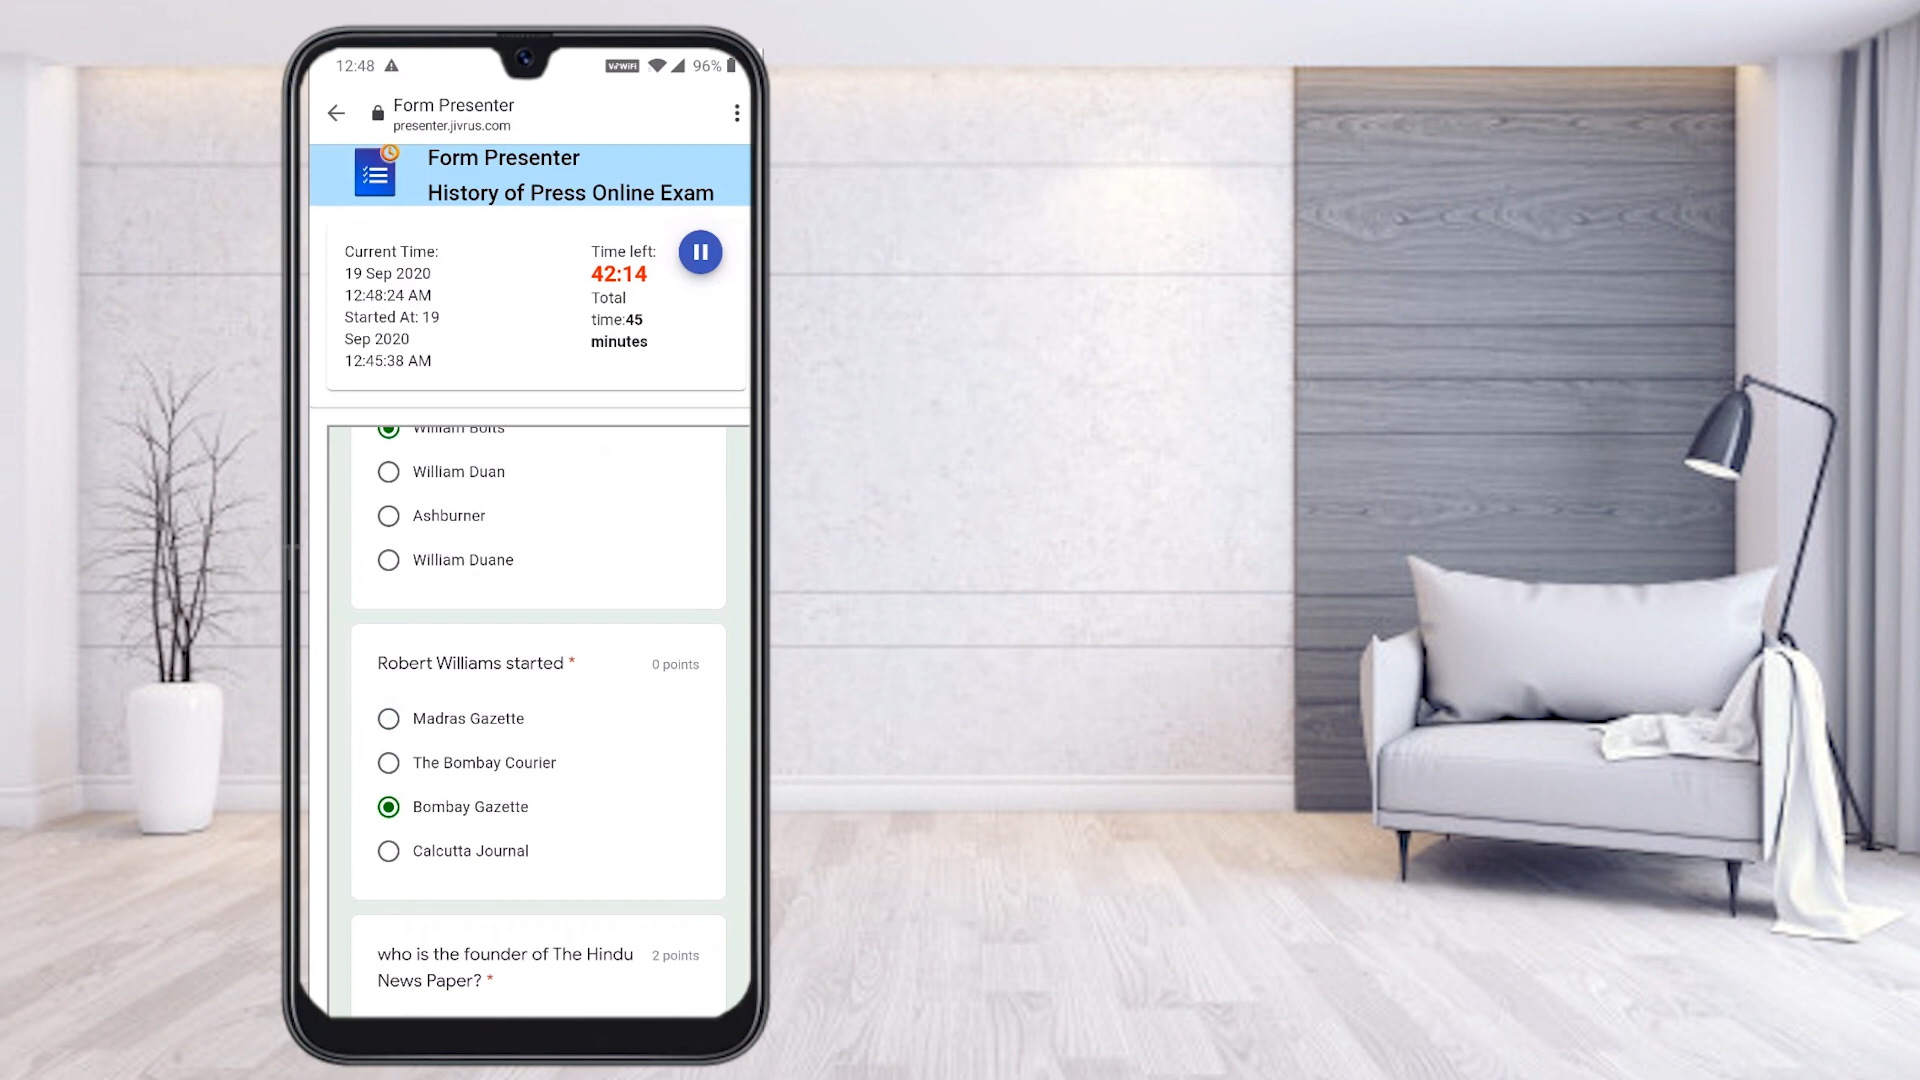 12:48
VoWiFi 96%
Form Presenter
presenter.jivrus.com
Form Presenter
History of Press Online Exam
Current Time:
19 Sep 2020
12:48:24 AM
Started At: 19
Sep 2020
12:45:38 AM
Time left:
42:14
Total
time:45
minutes
William Bolts
William Duan
Ashburner
William Duane
Robert Williams started *
0 points
Madras Gazette
The Bombay Courier
Bombay Gazette
Calcutta Journal
who is the founder of The Hindu
News Paper? *
2 points